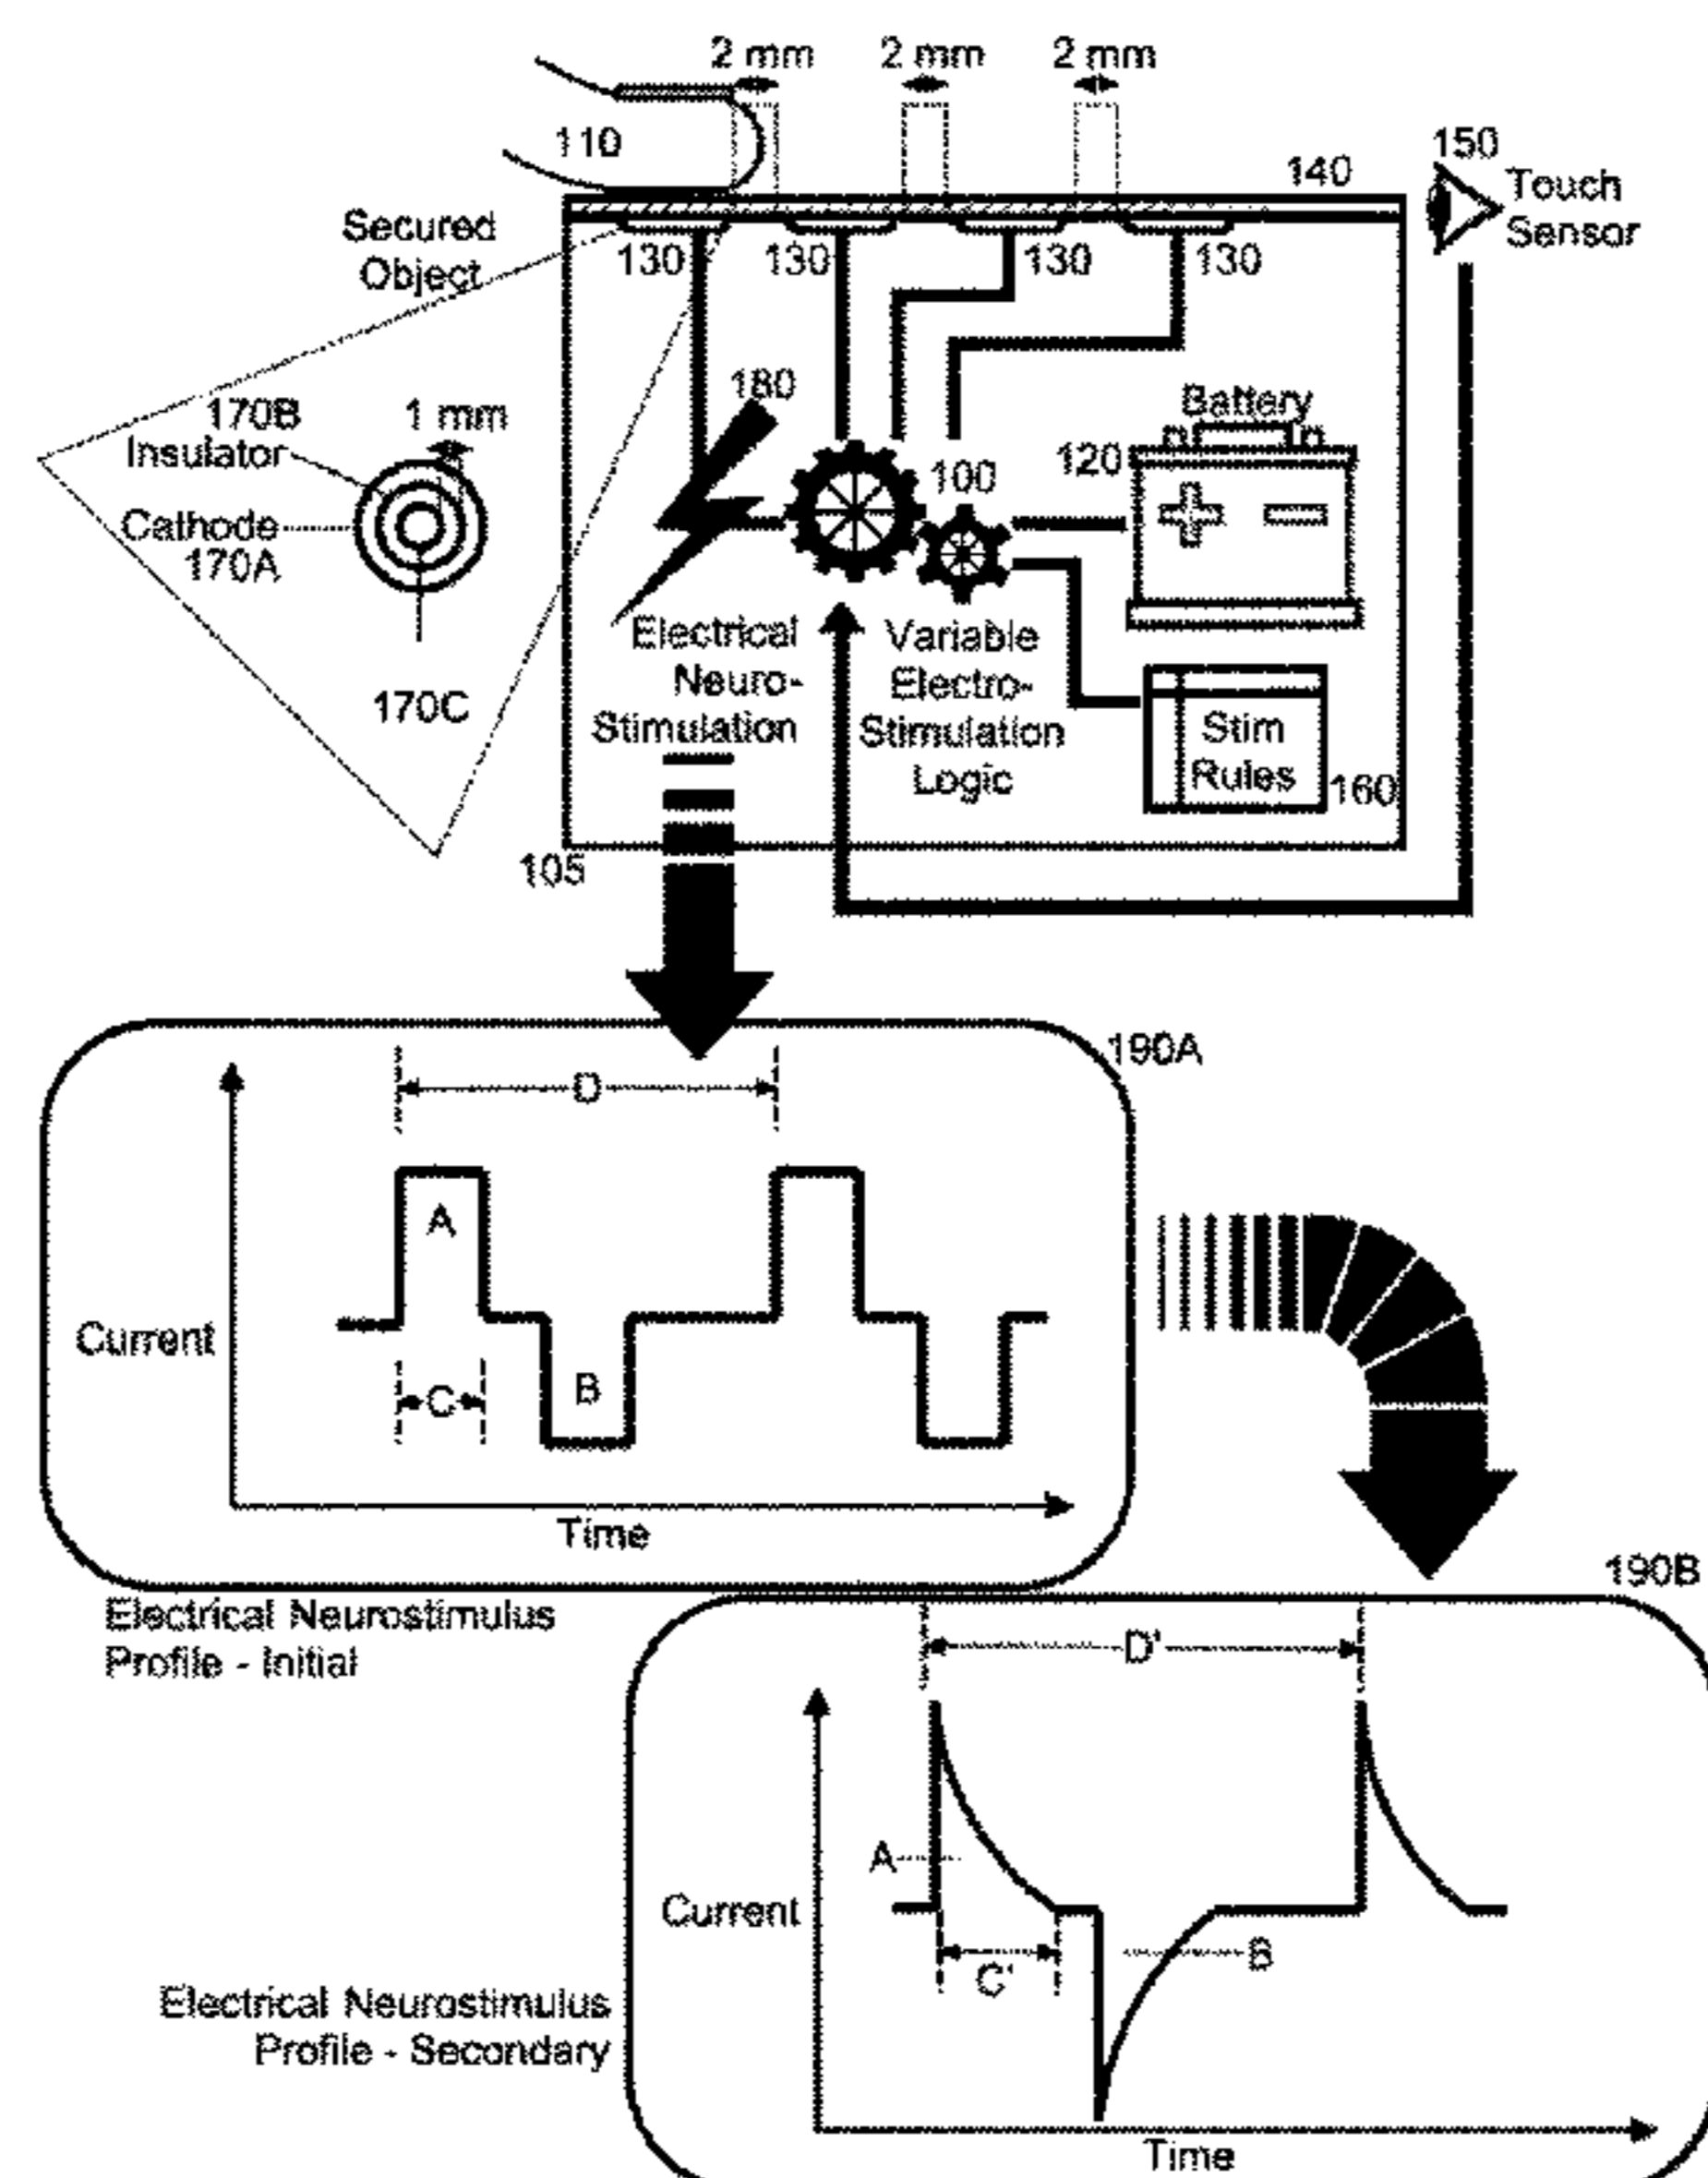 2 mm 2 mm 2 mm
110
140
150
Touch
Sensor
Secured
Object
130 130 130 130
180
170B
Insulator
1 mm
Cathode
170A
170C
Battery
120
100
Electrical
Neuro-
Stimulation
Variable
Electro-
Stimulation
Logic
Stim
Rules
160
105
190A
D
A
Current
C
B
Time
Electrical Neurostimulus
Profile - Initial
190B
D'
A
Current
B
C'
Electrical Neurostimulus
Profile - Secondary
Time